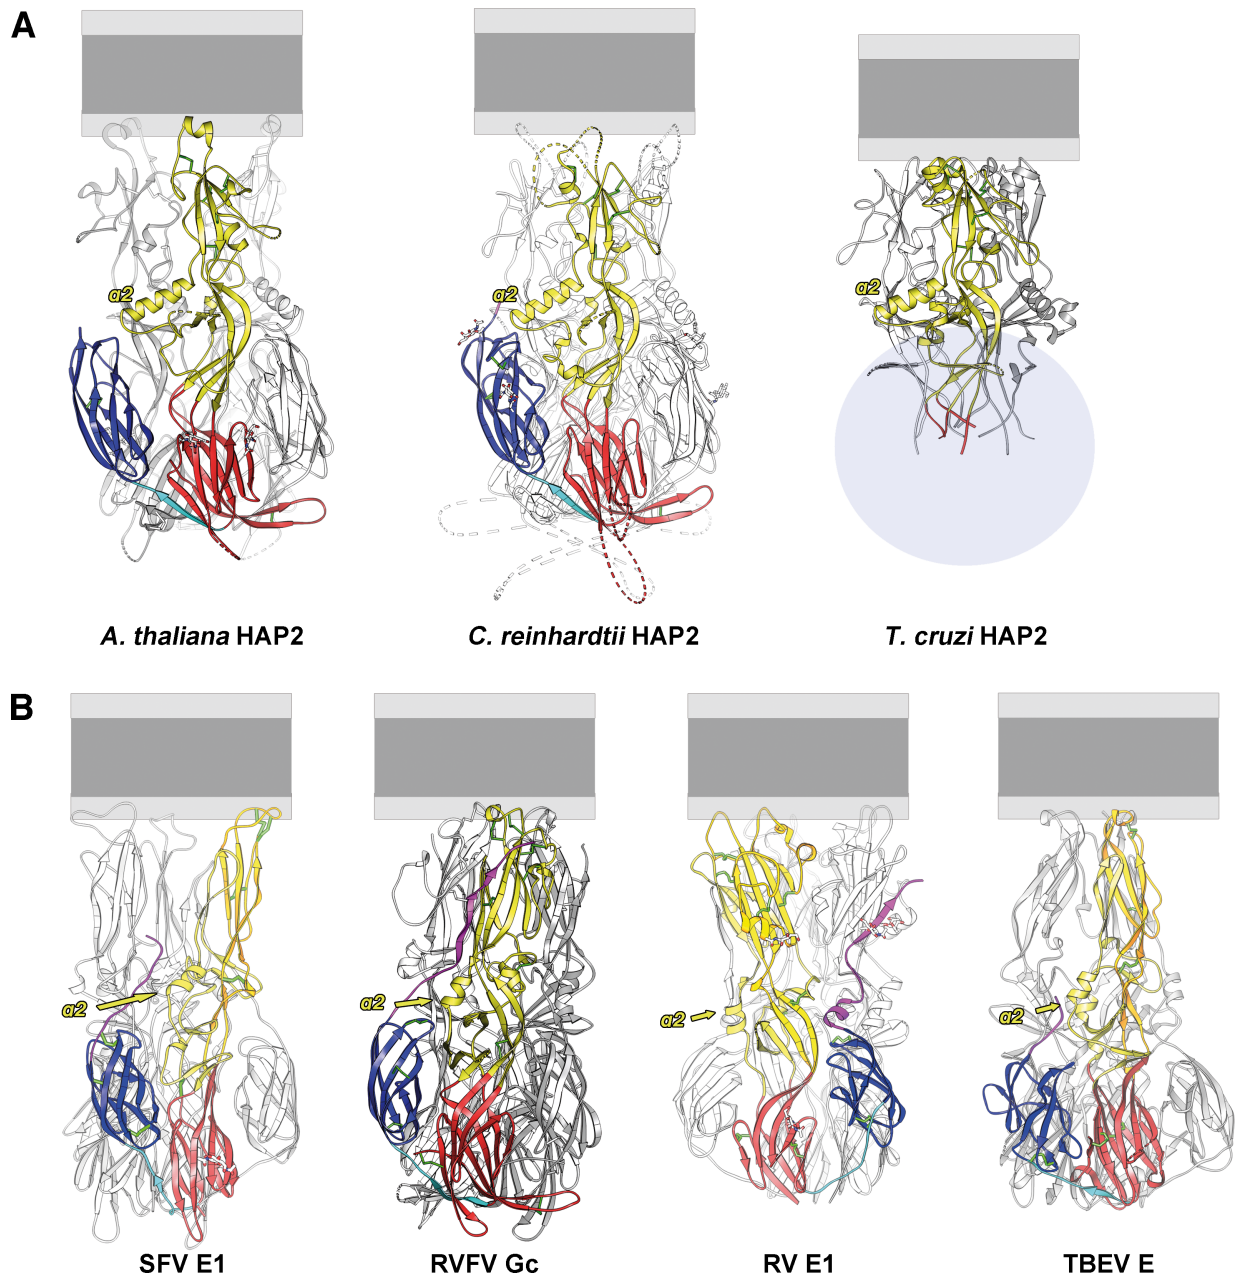 A
α2
α2
α2
A. thaliana HAP2
C. reinhardtii HAP2
T. cruzi HAP2
B
α2
α2
α2
α2
SFV E1
RVFV Gc
RV E1
TBEV E